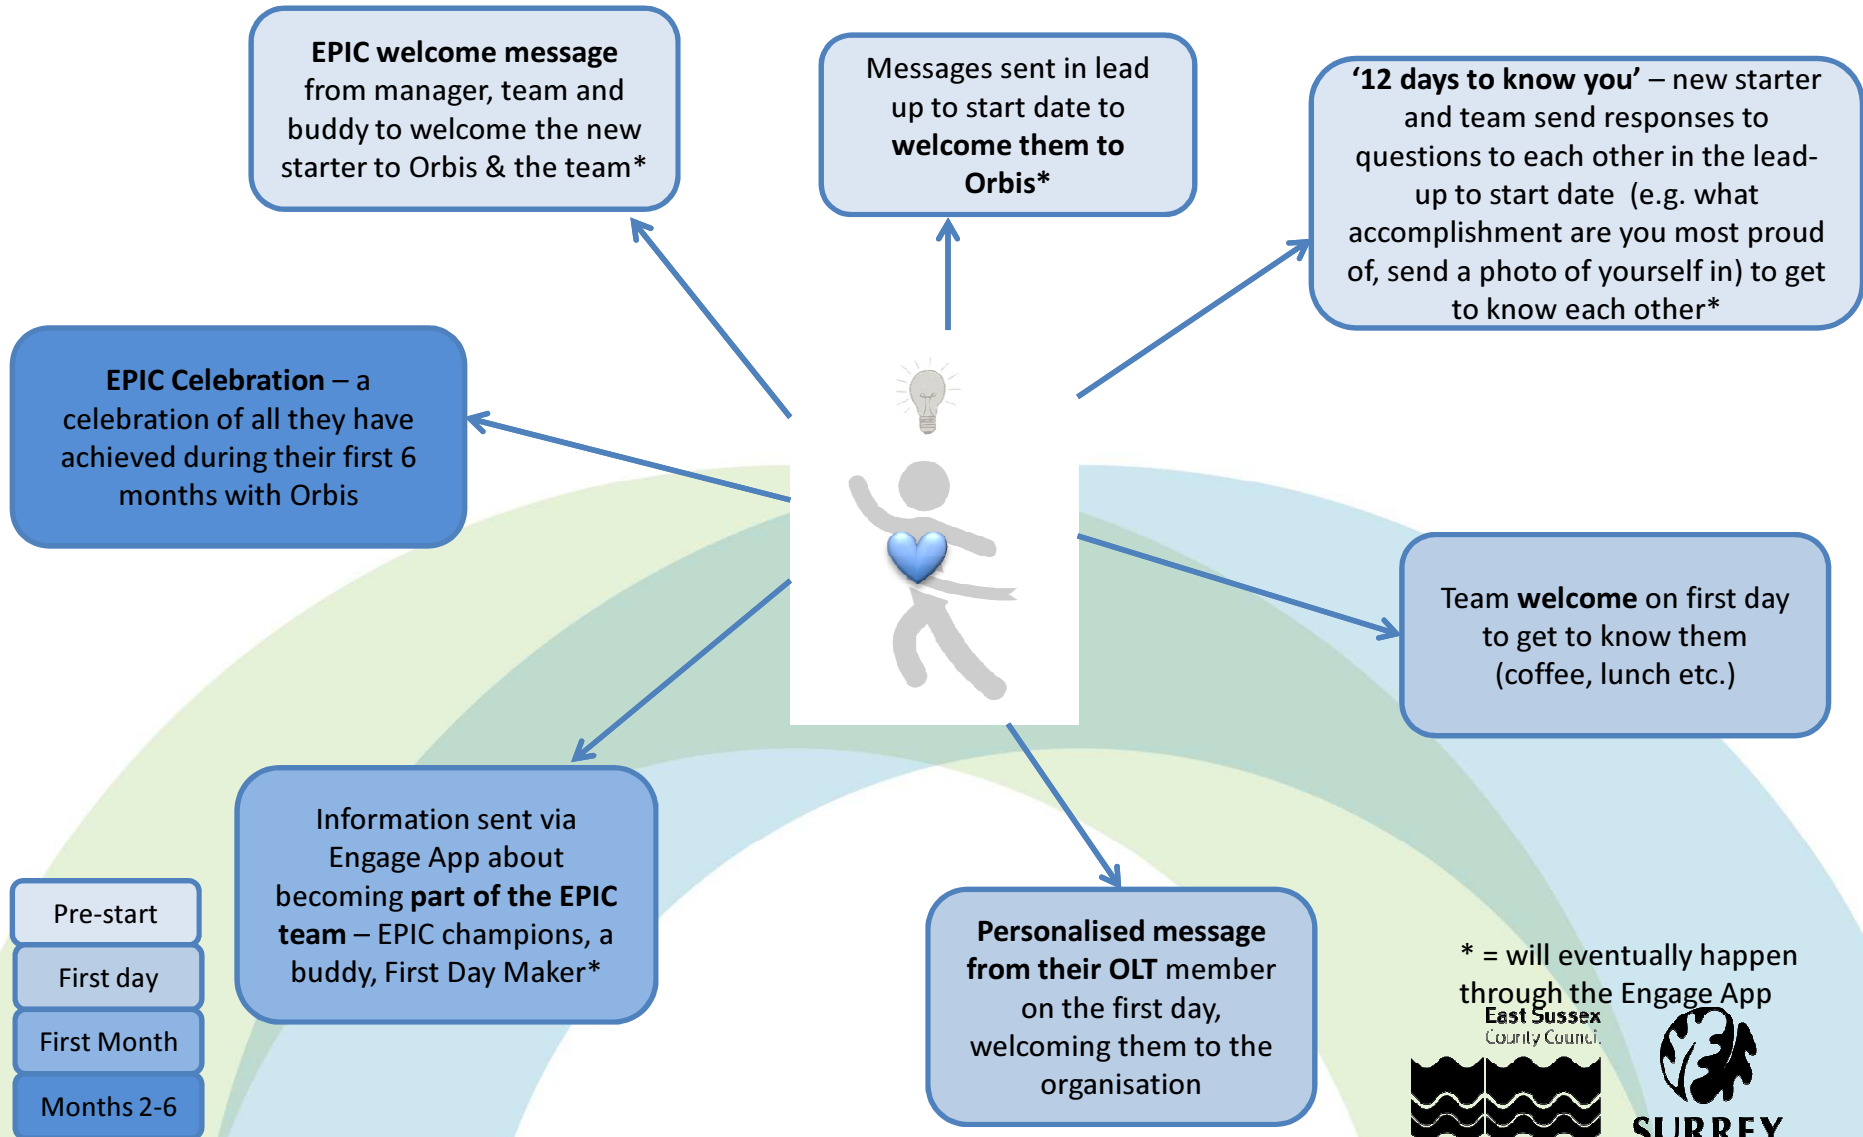 EPIC welcome message
from manager, team and
buddy to welcome the new
starter to Orbis & the team*
Messages sent in lead
up to start date to
welcome them to
Orbis*
‘12 days to know you’ – new starter
and team send responses to
questions to each other in the lead-
up to start date  (e.g. what
accomplishment are you most proud
of, send a photo of yourself in) to get
to know each other*
EPIC Celebration – a
celebration of all they have
achieved during their first 6
months with Orbis
Team welcome on first day
to get to know them
(coffee, lunch etc.)
Information sent via
Engage App about
becoming part of the EPIC
team – EPIC champions, a
buddy, First Day Maker*
Personalised message
from their OLT member
on the first day,
welcoming them to the
organisation
Pre-start
First day
First Month
Months 2-6
* = will eventually happen
through the Engage App
East Sussex
County Council
SURREY